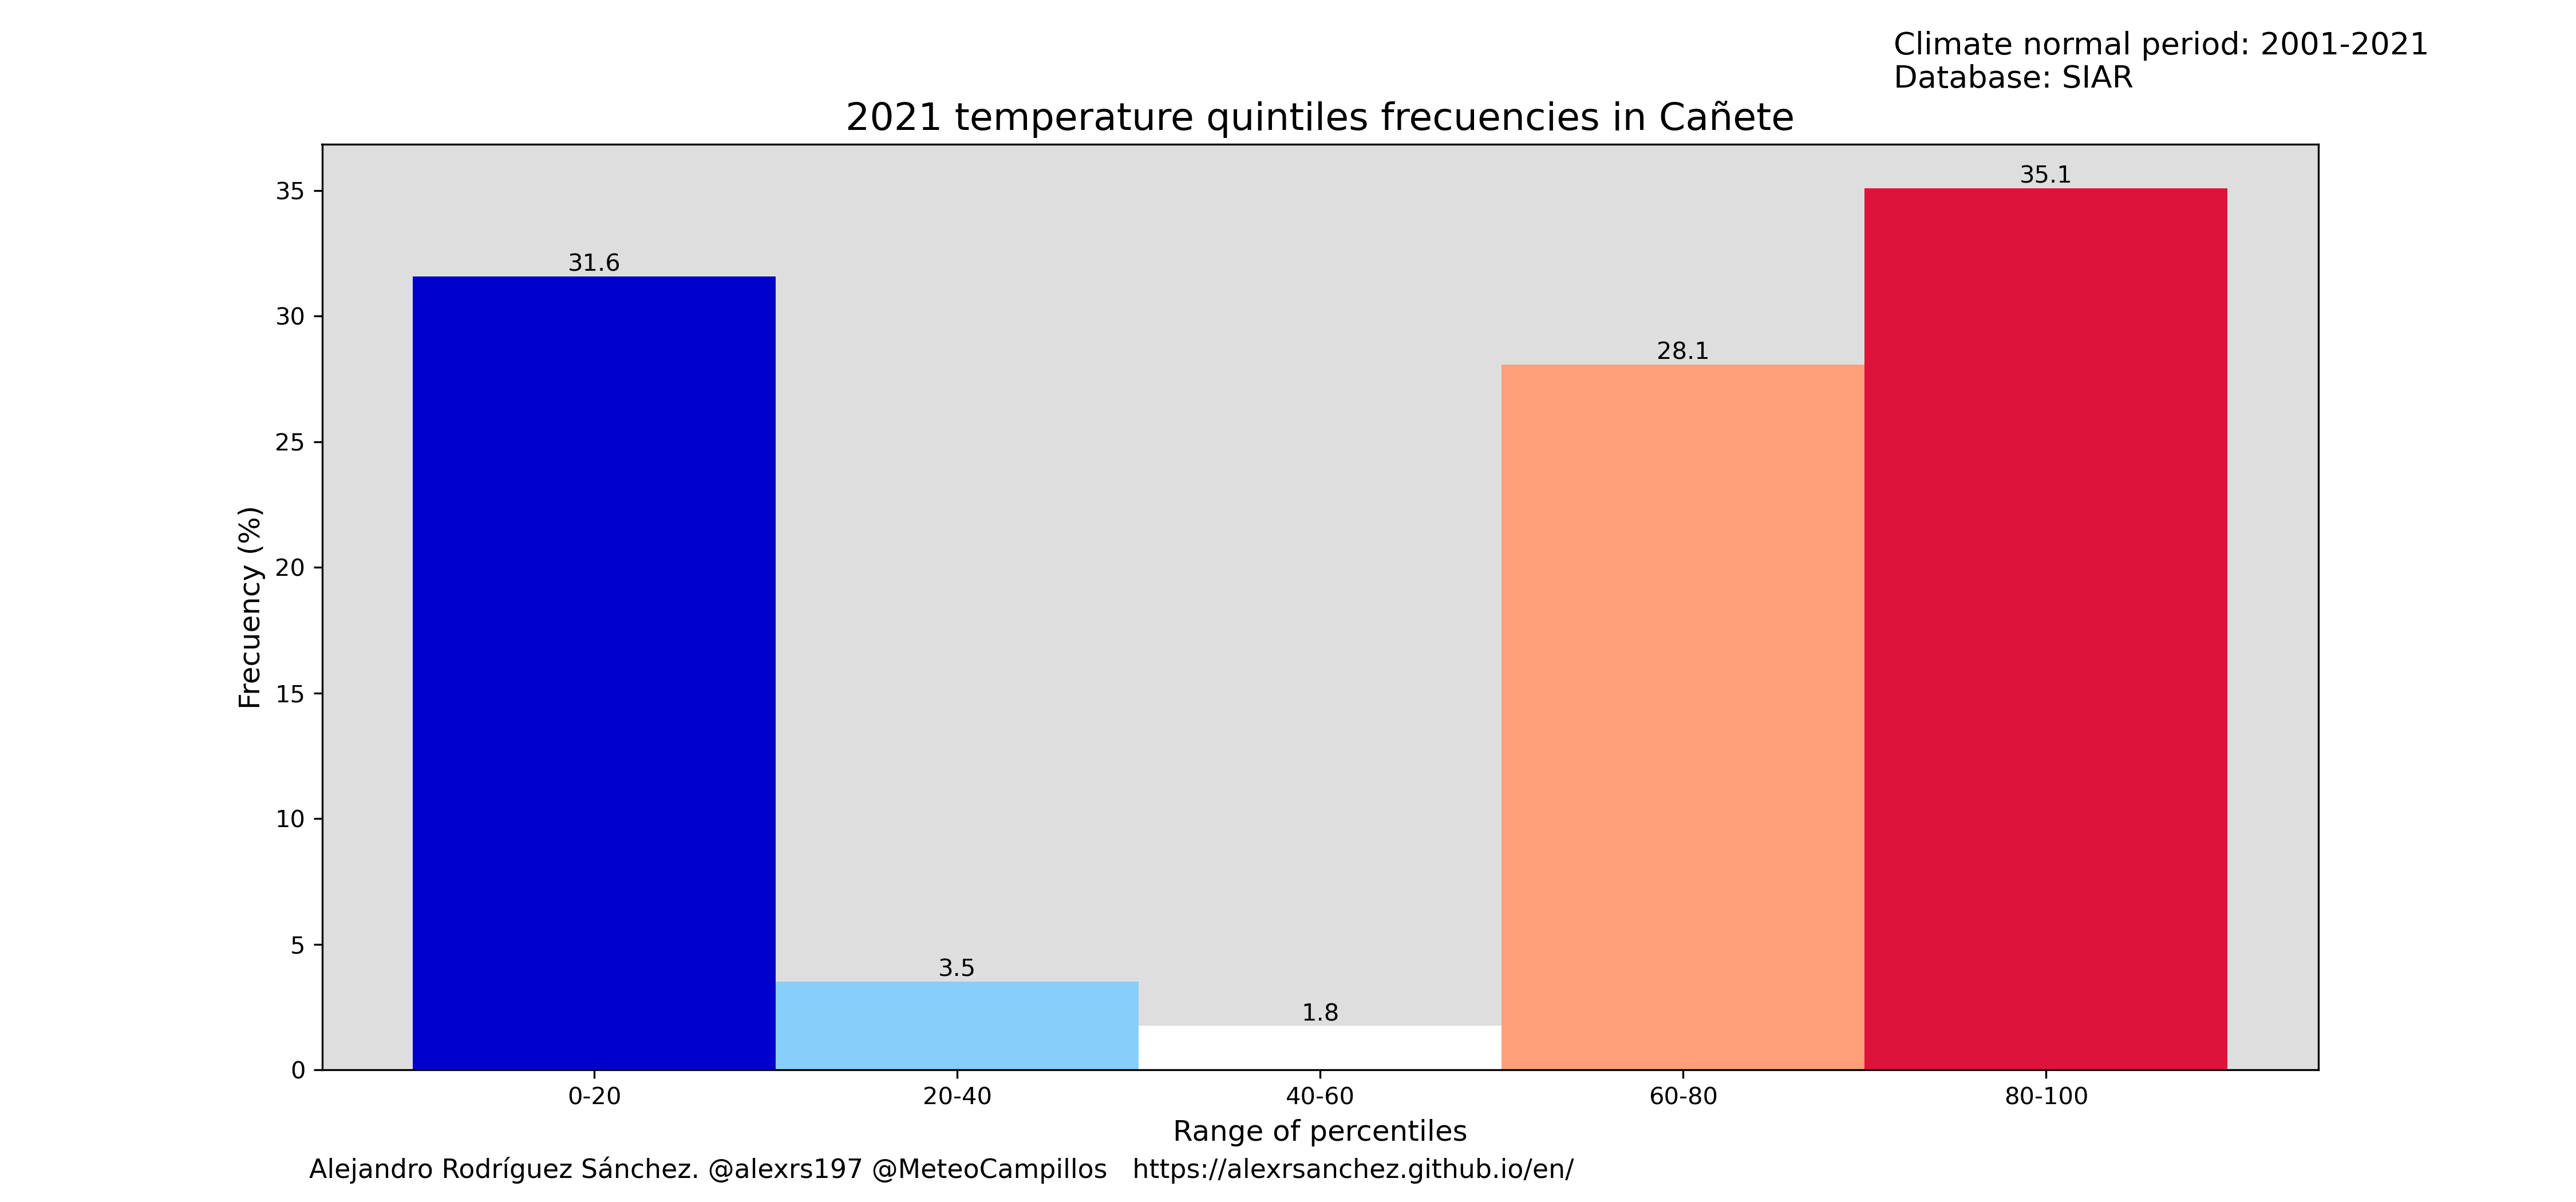 Climate normal period: 2001-2021
Database: SIAR
2021 temperature quintiles frecuencies in Cañete
35.1
35
31.6
30
28.1
25
20
Frecuency (%)
15
10
5
3.5
1.8
0
0-20 20-40 40-60 60-80 80-100
Range of percentiles
Alejandro Rodríguez Sánchez. @alexrs197 @MeteoCampillos https://alexrsanchez.github.io/en/